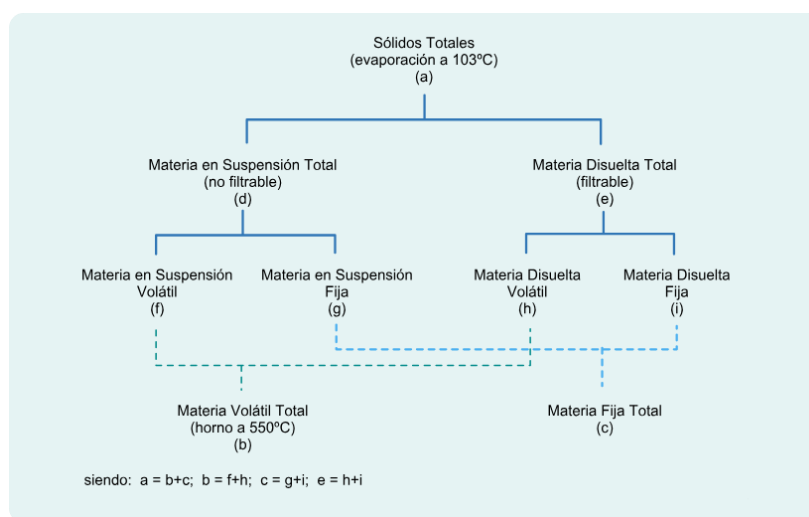 Sólidos Totales
(evaporación a 103ºC)
(a)
Materia en Suspensión Total
(no filtrable)
(d)
Materia Disuelta Total
(filtrable)
(e)
Materia en Suspensión
Volátil
(f)
Materia en Suspensión
Fija
(g)
Materia Disuelta
Volátil
(h)
Materia Disuelta
Fija
(i)
Materia Volátil Total
(horno a 550ºC)
(b)
Materia Fija Total
(c)
siendo: a = b+c; b = f+h; c = g+i; e = h+i